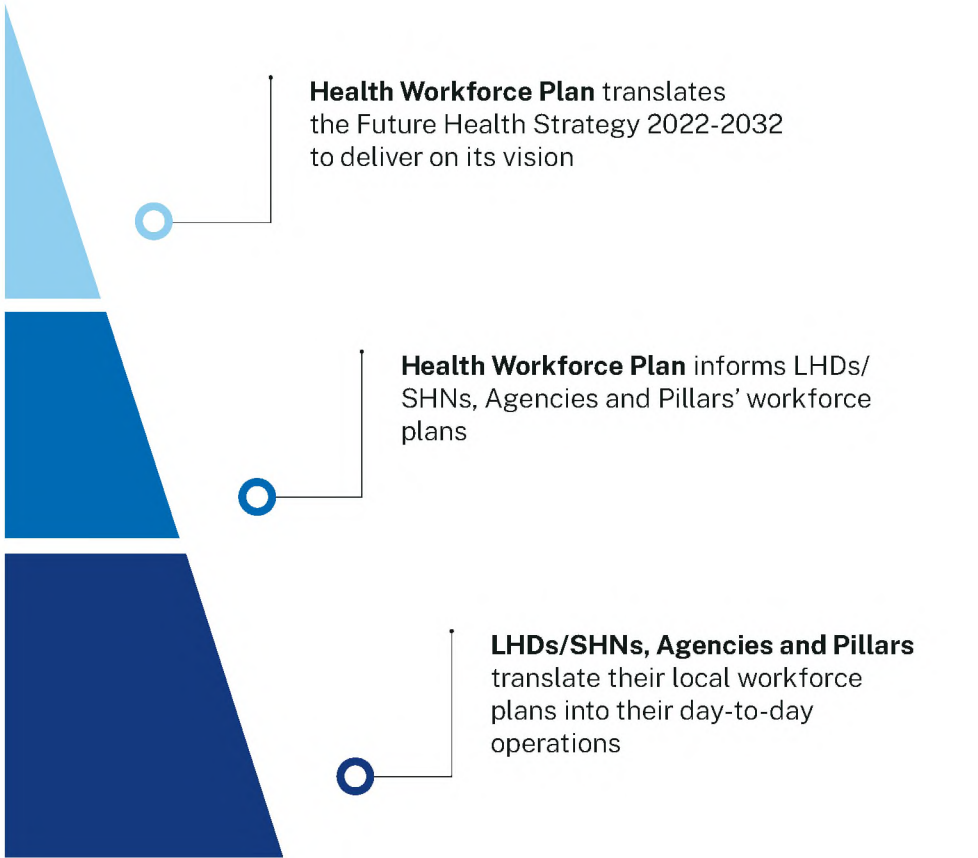 Health Workforce Plan translates
the Future Health Strategy 2022-2032
to deliver on its vision
Health Workforce Plan informs LHDs/
SHNs, Agencies and Pillars’ workforce
plans
LHDs/SHNs, Agencies and Pillars
translate their local workforce
plans into their day-to-day
operations